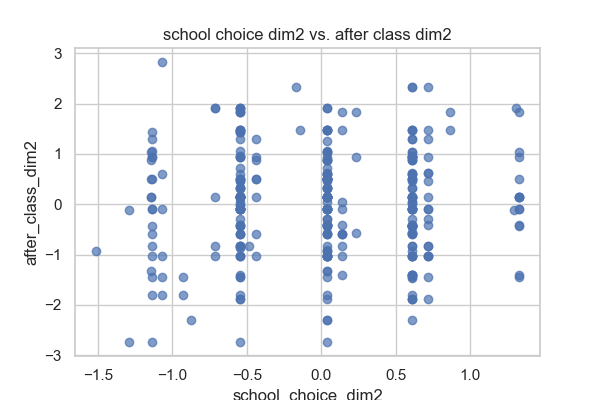 school choice dim2 vs. after class dim2
3
2
1
0
−1
−2
−3
after_class_dim2
−1.5 −1.0 −0.5 0.0 0.5 1.0
school_choice_dim2